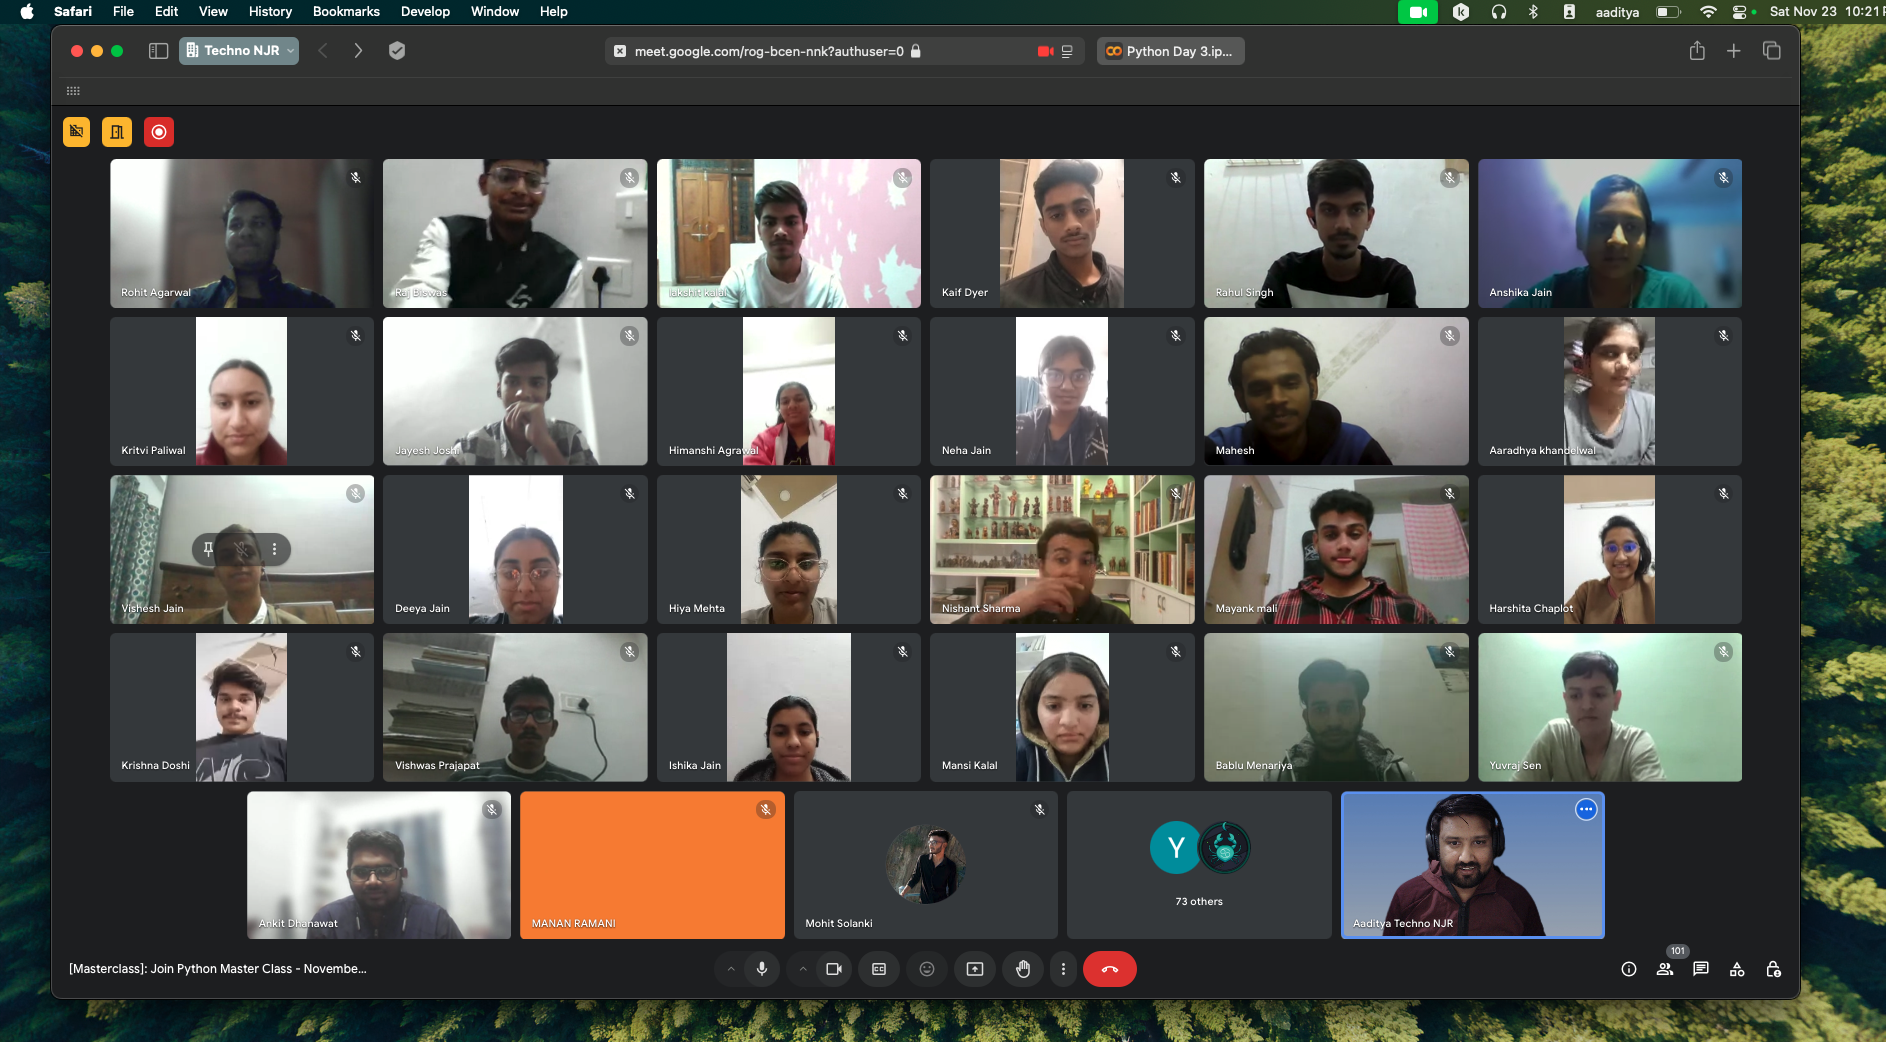 Safari File Edit View History Bookmarks Develop Window Help
aaditya Sat Nov 23 10:21
Techno NJR
meet.google.com/rog-bcen-nnk?authuser=0
Python Day 3.ip...
Rohit Agarwal
Raj Biswas
lakshit kalal
Kaif Dyer
Rahul Singh
Anshika Jain
Kritvi Paliwal
Jayesh Joshi
Himanshi Agrawal
Neha Jain
Mahesh
Aaradhya khandelwal
Vishesh Jain
Deeya Jain
Hiya Mehta
Nishant Sharma
Mayank mali
Harshita Chaplot
Krishna Doshi
Vishwas Prajapat
Ishika Jain
Mansi Kalal
Bablu Menariya
Yuvraj Sen
Ankit Dhanawat
MANAN RAMANI
Mohit Solanki
Y
73 others
Aaditya Techno NJR
[Masterclass]: Join Python Master Class - Novembe...
101